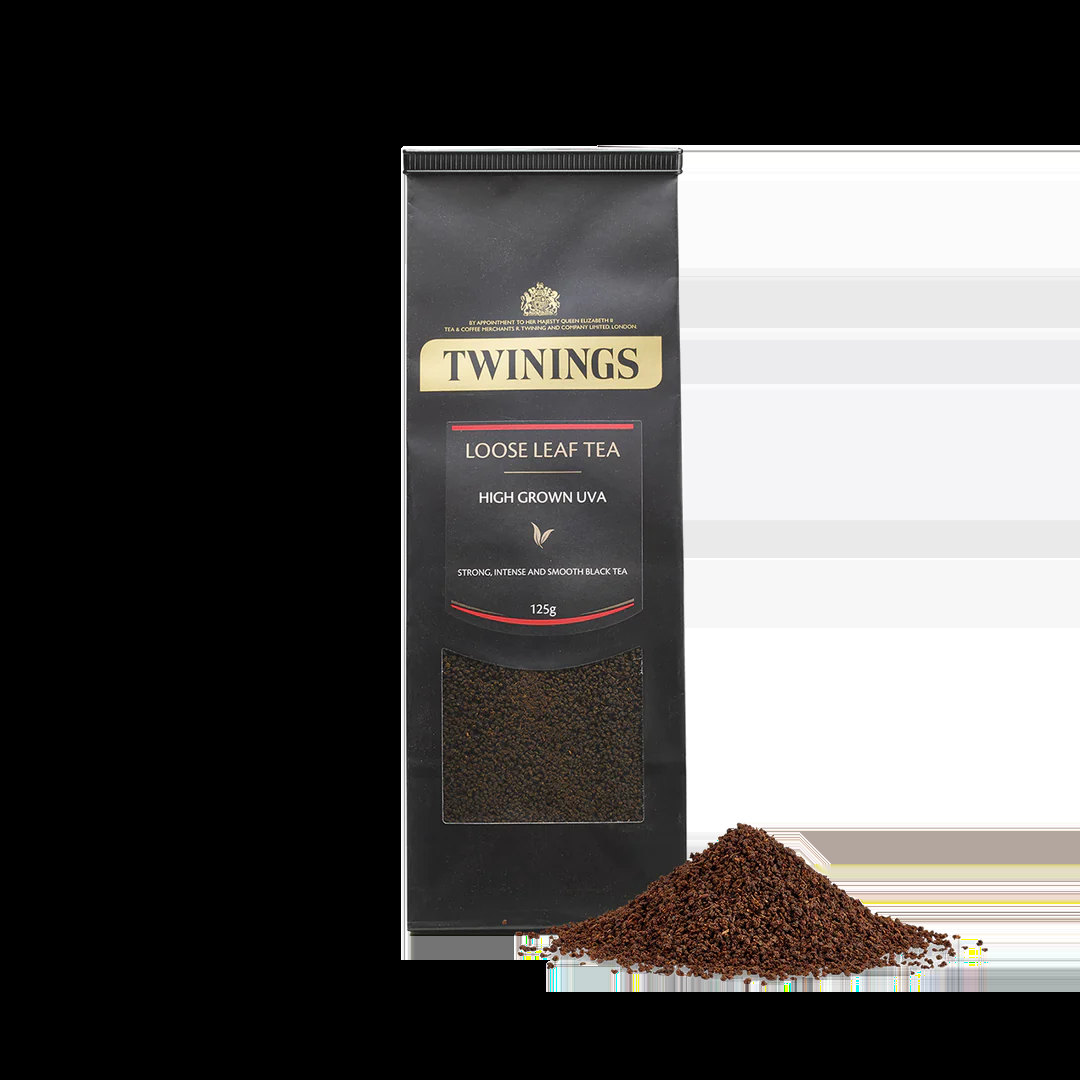 BY APPOINTMENT TO HER MAJESTY QUEEN ELIZABETH II
TEA & COFFEE MERCHANTS R. TWINING AND COMPANY LIMITED. LONDON
TWININGS
LOOSE LEAF TEA
HIGH GROWN UVA
STRONG, INTENSE AND SMOOTH BLACK TEA
125g